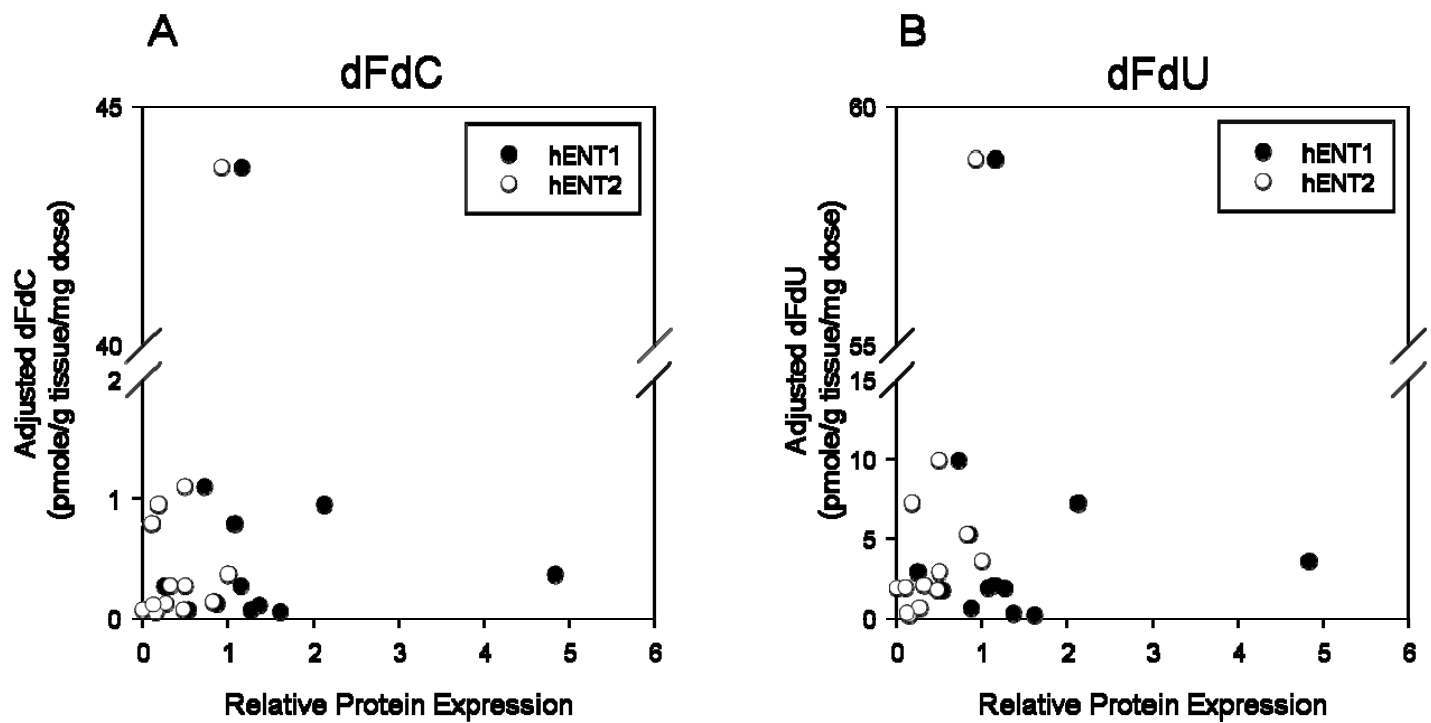 A
dFdC
45
40
2
1
0
0 1 2 3 4 5 6
hENT1
hENT2
Adjusted dFdC
(pmole/g tissue/mg dose)
Relative Protein Expression
B
dFdU
60
55
15
10
5
0
0 1 2 3 4 5 6
hENT1
hENT2
Adjusted dFdU
(pmole/g tissue/mg dose)
Relative Protein Expression